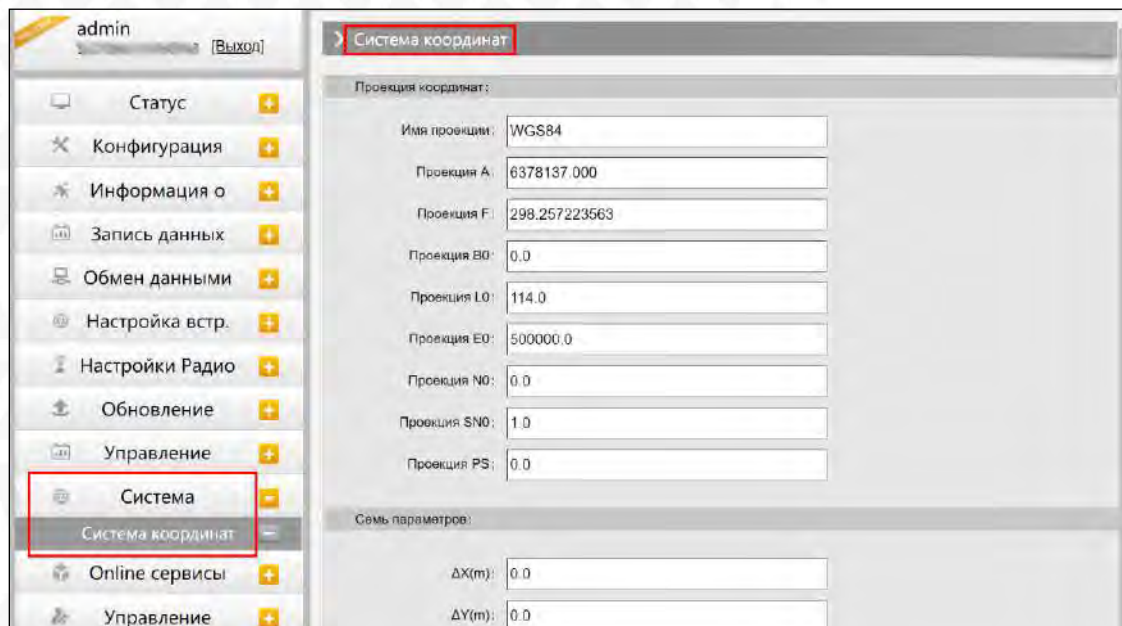 admin
[Выход]
Статус
Конфигурация
Информация о
Запись данных
Обмен данными
Настройка встр.
Настройки Радио
Обновление
Управление
Система
Система координат
Online сервисы
Управление
Система координат
Проекция координат:
Имя проекции: WGS84
Проекция A: 6378137.000
Проекция F: 298.257223563
Проекция B0: 0.0
Проекция L0: 114.0
Проекция E0: 500000.0
Проекция N0: 0.0
Проекция SN0: 1.0
Проекция PS: 0.0
Семь параметров:
ΔX(m): 0.0
ΔY(m): 0.0